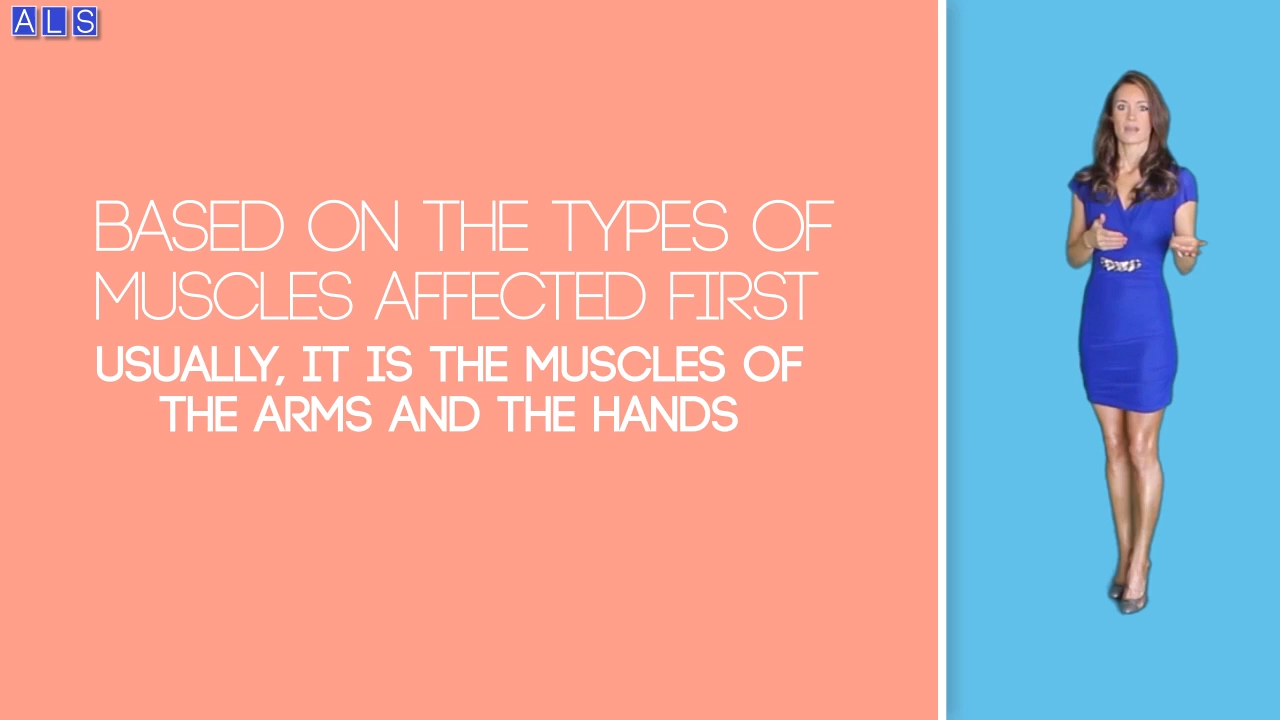 ALS
BASED ON THE TYPES OF
MUSCLES AFFECTED FIRST
USUALLY, IT IS THE MUSCLES OF
THE ARMS AND THE HANDS